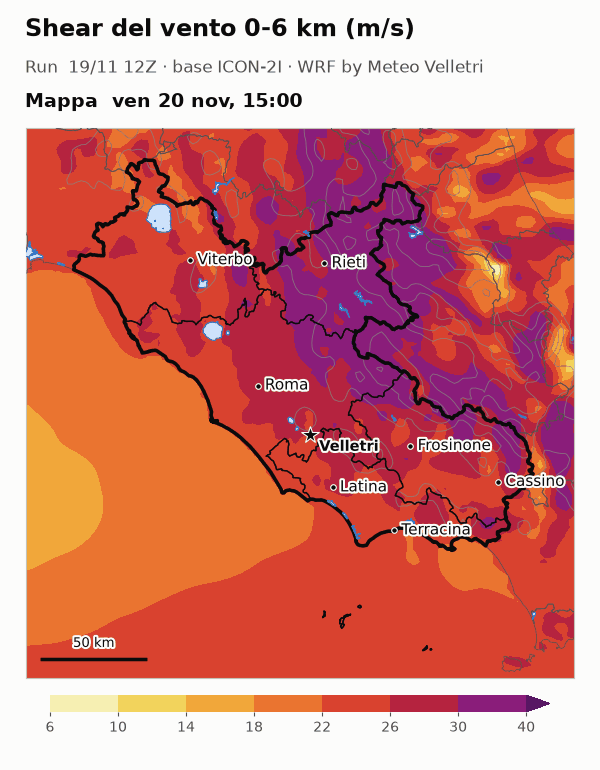 Shear del vento 0-6 km (m/s)
Run  19/11 12Z · base ICON-2I · WRF by Meteo Velletri
Mappa  ven 20 nov, 15:00
Viterbo
Rieti
Roma
Velletri
Frosinone
Latina
Cassino
Terracina
50 km
6 10 14 18 22 26 30 40